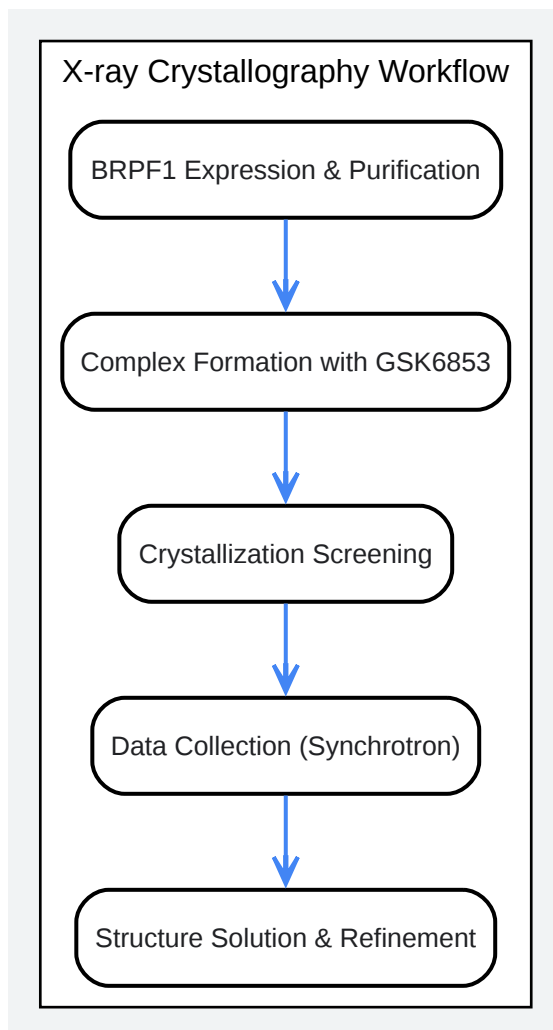 X-ray Crystallography Workflow
BRPF1 Expression & Purification
Complex Formation with GSK6853
Crystallization Screening
Data Collection (Synchrotron)
Structure Solution & Refinement